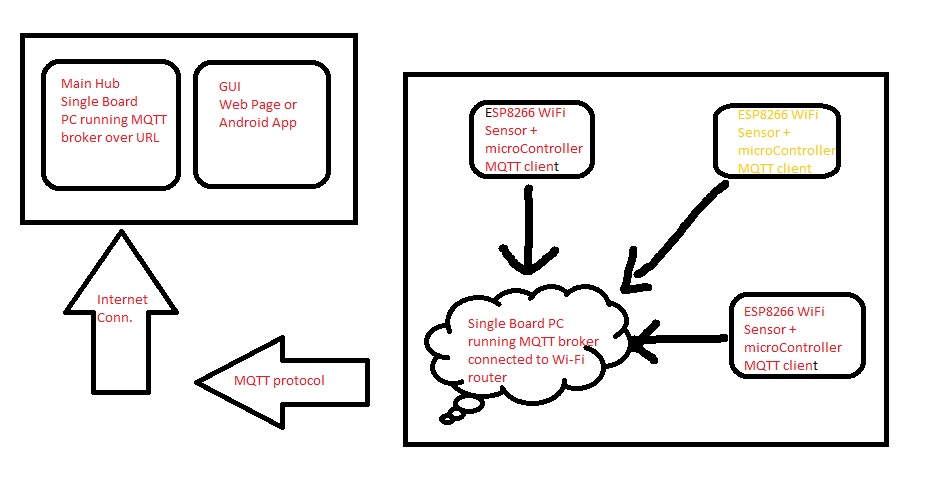 Main Hub
Single Board
PC running MQTT
broker over URL
GUI
Web Page or
Android App
ESP8266 WiFi
Sensor +
microController
MQTT client
ESP8266 WiFi
Sensor +
microController
MQTT client
Internet
Conn.
MQTT protocol
Single Board PC
running MQTT broker
connected to Wi-Fi
router
ESP8266 WiFi
Sensor +
microController
MQTT client